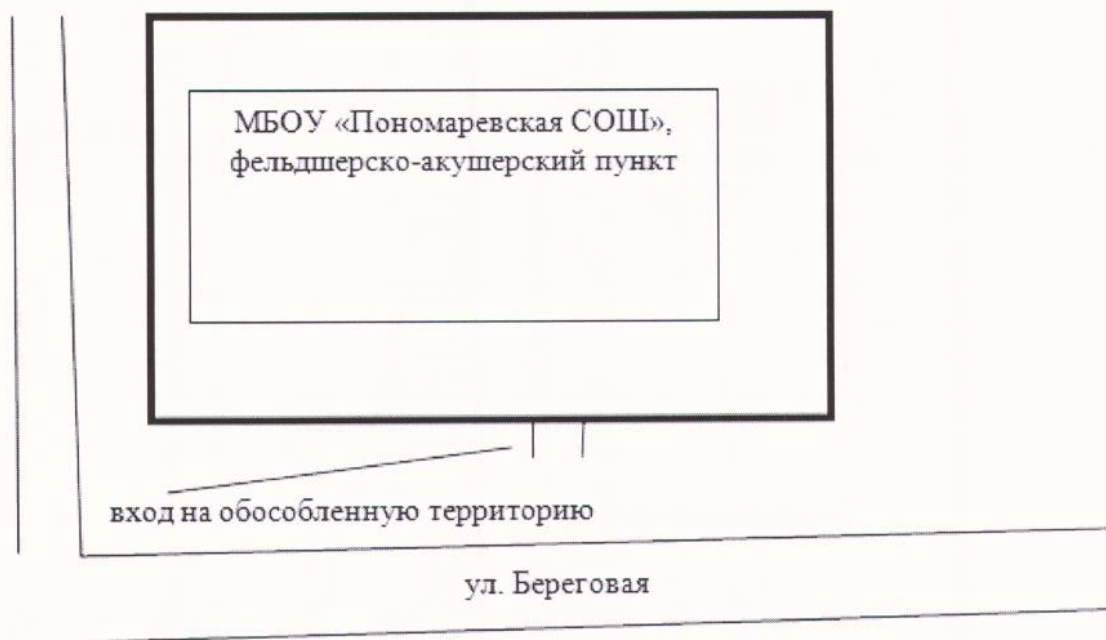 МБОУ «Пономаревская СОШ»,
фельдшерско-акушерский пункт
вход на обособленную территорию
ул. Береговая